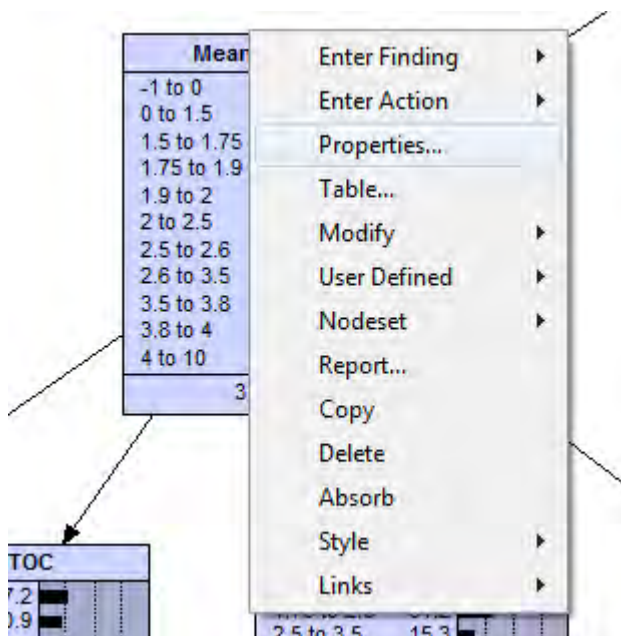 Mean
-1 to 0
0 to 1.5
1.5 to 1.75
1.75 to 1.9
1.9 to 2
2 to 2.5
2.5 to 2.6
2.6 to 3.5
3.5 to 3.8
3.8 to 4
4 to 10
3
Enter Finding
Enter Action
Properties...
Table...
Modify
User Defined
Nodeset
Report...
Copy
Delete
Absorb
Style
Links
TOC
7.2
0.9
2.5 to 3.5 15.3